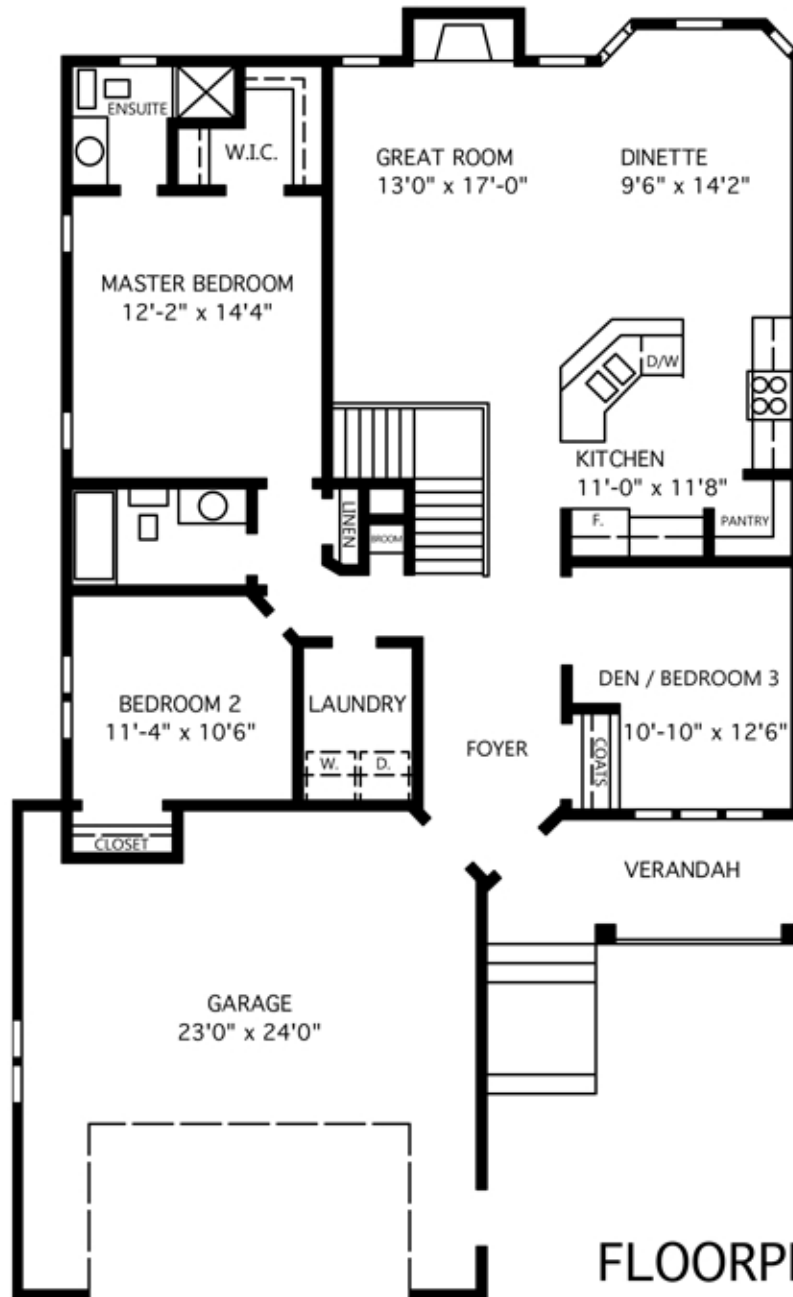 ENSUITE
W.I.C.
GREAT ROOM
13'0" x 17'-0"
DINETTE
9'6" x 14'2"
MASTER BEDROOM
12'-2" x 14'4"
D/W
KITCHEN
11'-0" x 11'8"
LINEN
BROOM
F.
PANTRY
BEDROOM 2
11'-4" x 10'6"
LAUNDRY
W.
D.
FOYER
DEN / BEDROOM 3
10'-10" x 12'6"
COATS
CLOSET
VERANDAH
GARAGE
23'0" x 24'0"
FLOORP